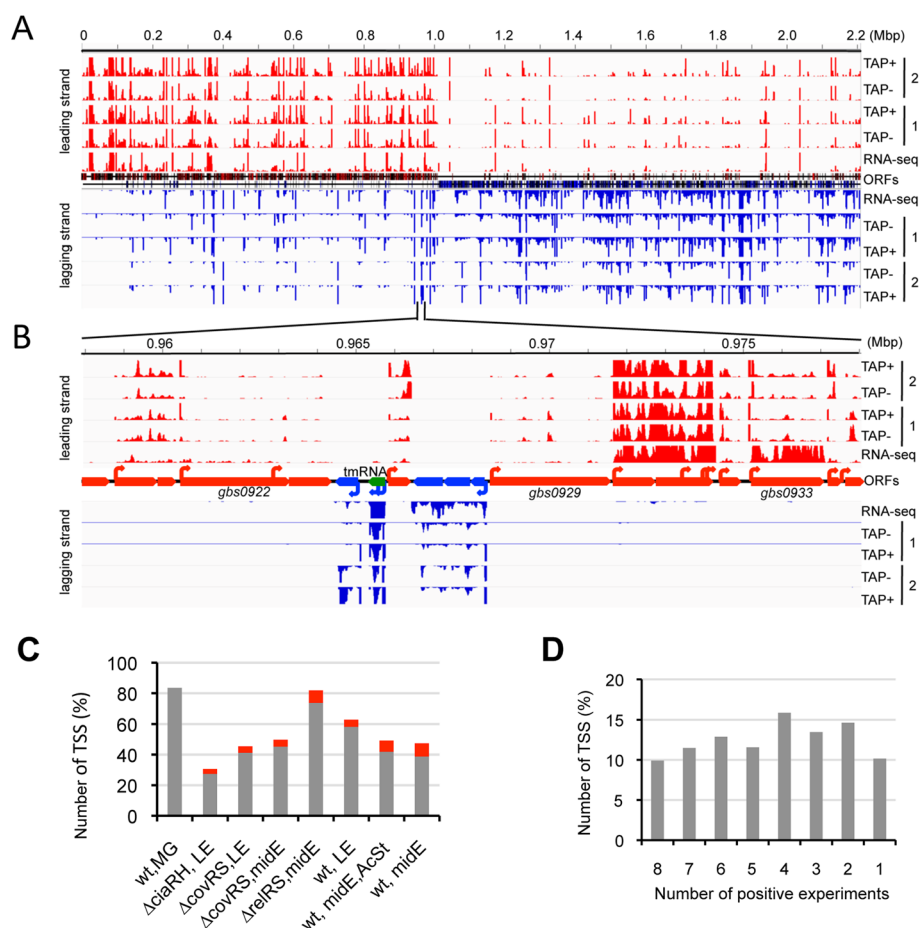 A
0 0.2 0.4 0.6 0.8 1.0 1.2 1.4 1.6 1.8 2.0 2.2 (Mbp)
leading strand
TAP+
TAP-
2
TAP+
TAP-
1
RNA-seq
ORFs
lagging strand
RNA-seq
TAP-
TAP+
1
TAP-
TAP+
2
B
0.96 0.965 0.97 0.975 (Mbp)
leading strand
TAP+
TAP-
2
TAP+
TAP-
1
RNA-seq
tmRNA
ORFs
gbs0922 gbs0929 gbs0933
lagging strand
RNA-seq
TAP-
TAP+
1
TAP-
TAP+
2
C
Number of TSS (%)
100
80
60
40
20
0
wt,MG
ΔciaRH, LE
ΔcovRS,LE
ΔcovRS,midE
ΔrelRS,midE
wt, LE
wt, midE,AcSt
wt, midE
D
Number of TSS (%)
20
15
10
5
0
8 7 6 5 4 3 2 1
Number of positive experiments